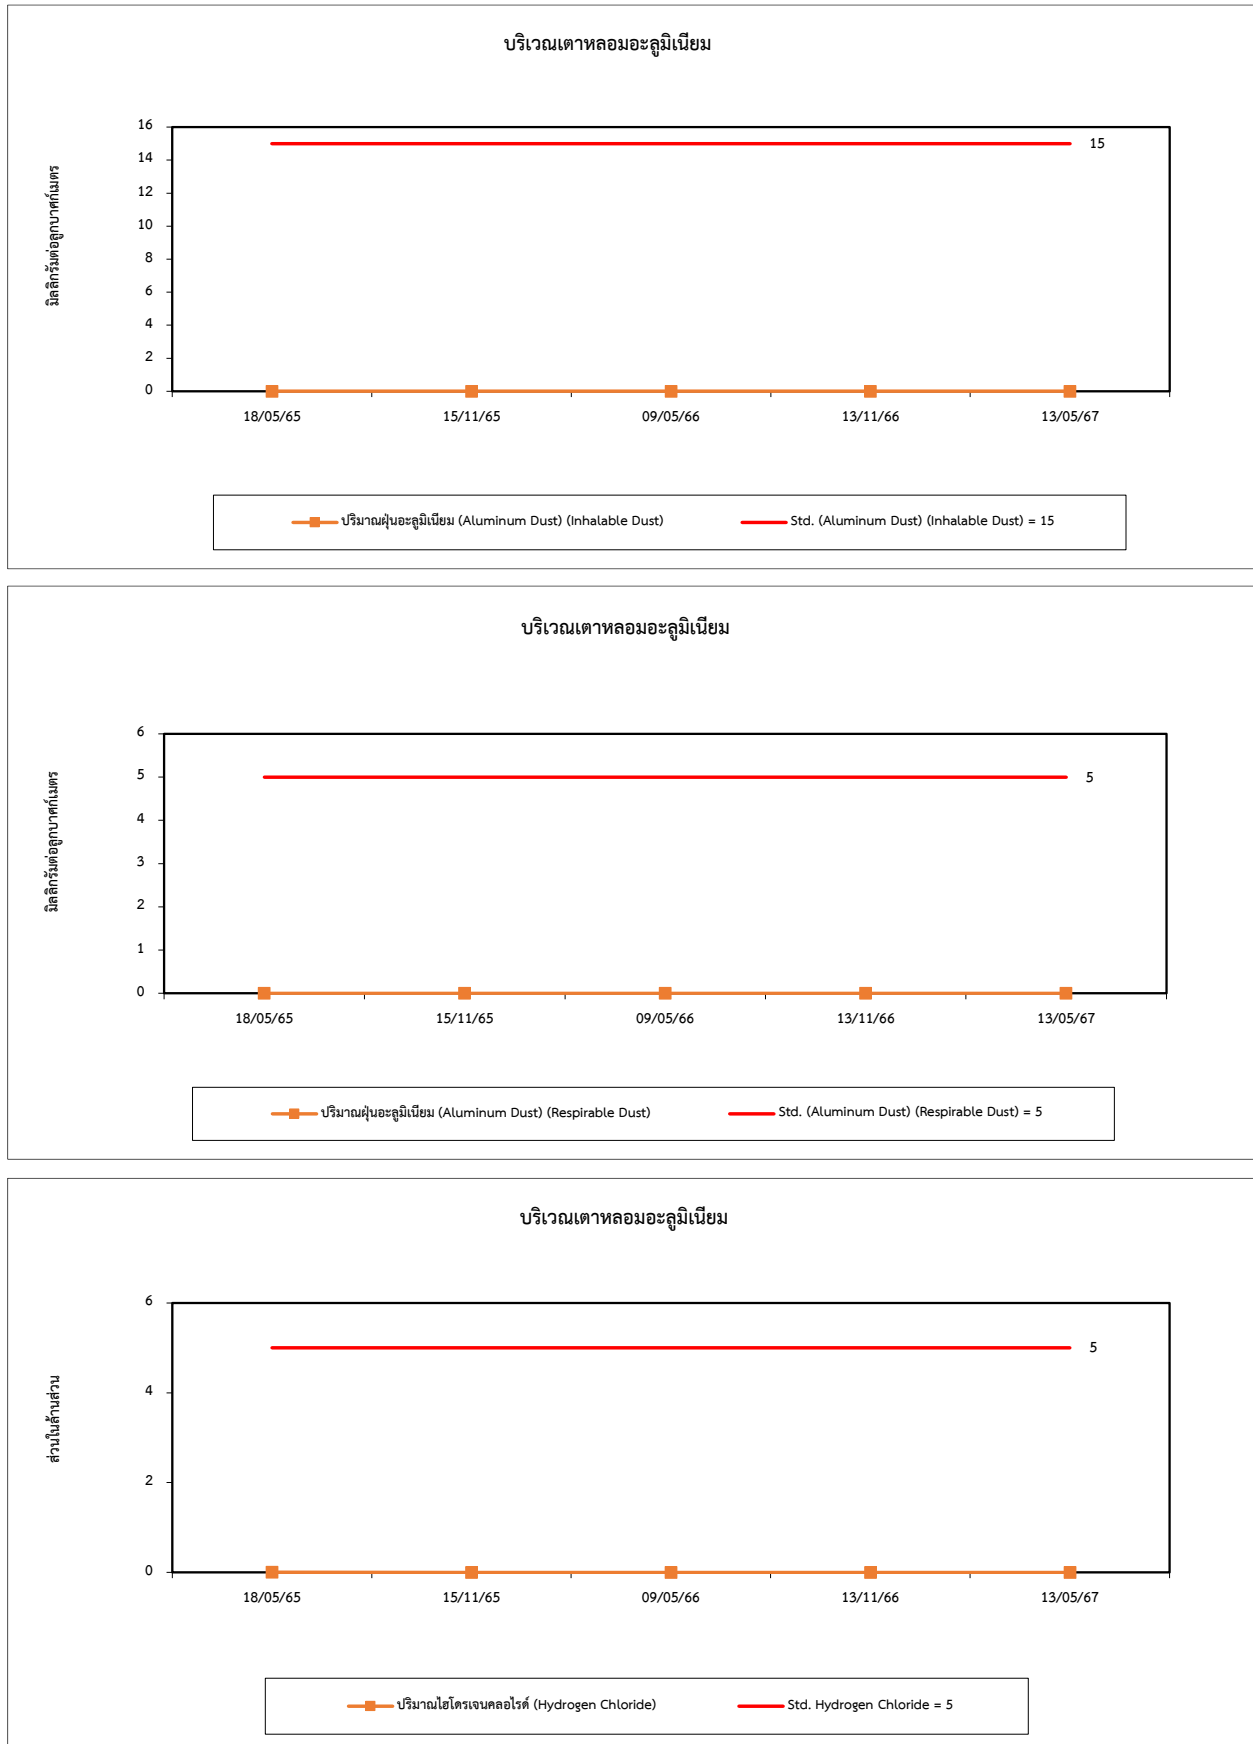 บริเวณเตาหลอมอะลูมิเนียม
มิลลิกรัมต่อลูกบาศก์เมตร
16
14
12
10
8
6
4
2
0
15
18/05/65 15/11/65 09/05/66 13/11/66 13/05/67
ปริมาณฝุ่นอะลูมิเนียม (Aluminum Dust) (Inhalable Dust) Std. (Aluminum Dust) (Inhalable Dust) = 15
บริเวณเตาหลอมอะลูมิเนียม
มิลลิกรัมต่อลูกบาศก์เมตร
6
5
4
3
2
1
0
5
18/05/65 15/11/65 09/05/66 13/11/66 13/05/67
ปริมาณฝุ่นอะลูมิเนียม (Aluminum Dust) (Respirable Dust) Std. (Aluminum Dust) (Respirable Dust) = 5
บริเวณเตาหลอมอะลูมิเนียม
ส่วนในล้านส่วน
6
4
2
0
5
18/05/65 15/11/65 09/05/66 13/11/66 13/05/67
ปริมาณไฮโดรเจนคลอไรด์ (Hydrogen Chloride) Std. Hydrogen Chloride = 5